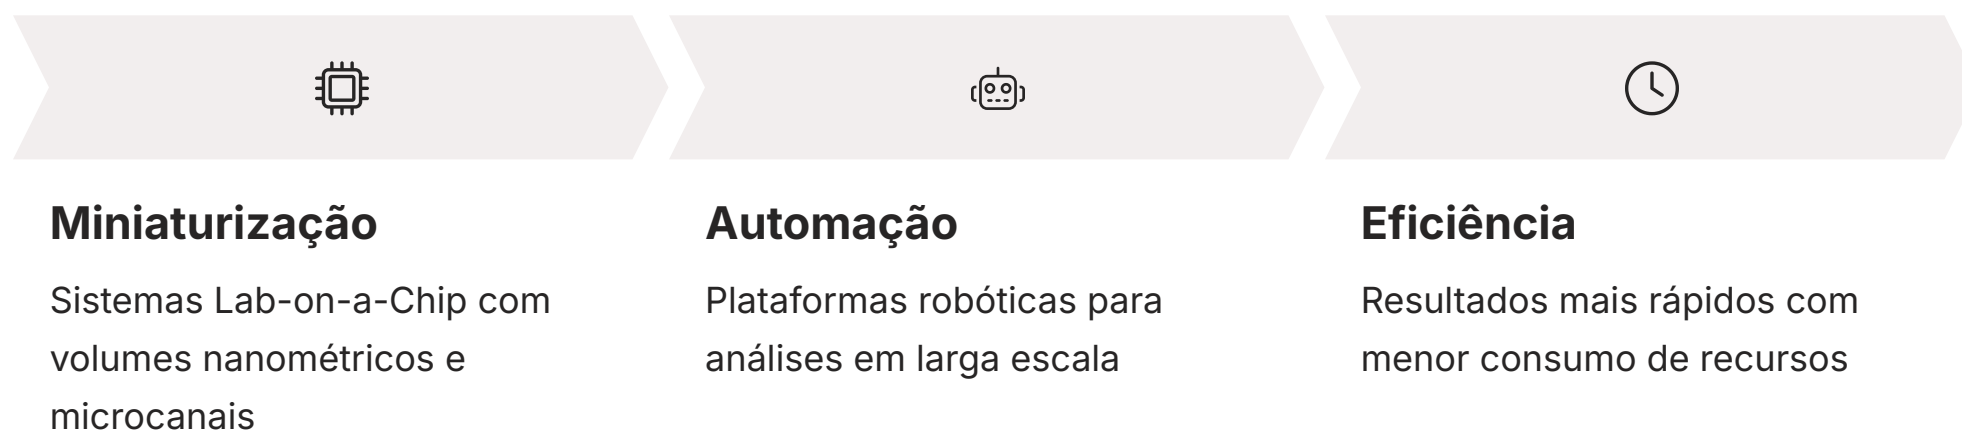 Miniaturização
Sistemas Lab-on-a-Chip com
volumes nanométricos e
microcanais
Automação
Plataformas robóticas para
análises em larga escala
Eficiência
Resultados mais rápidos com
menor consumo de recursos